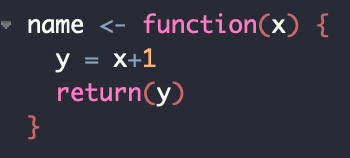 name <- function(x) {
  y = x+1
  return(y)
}